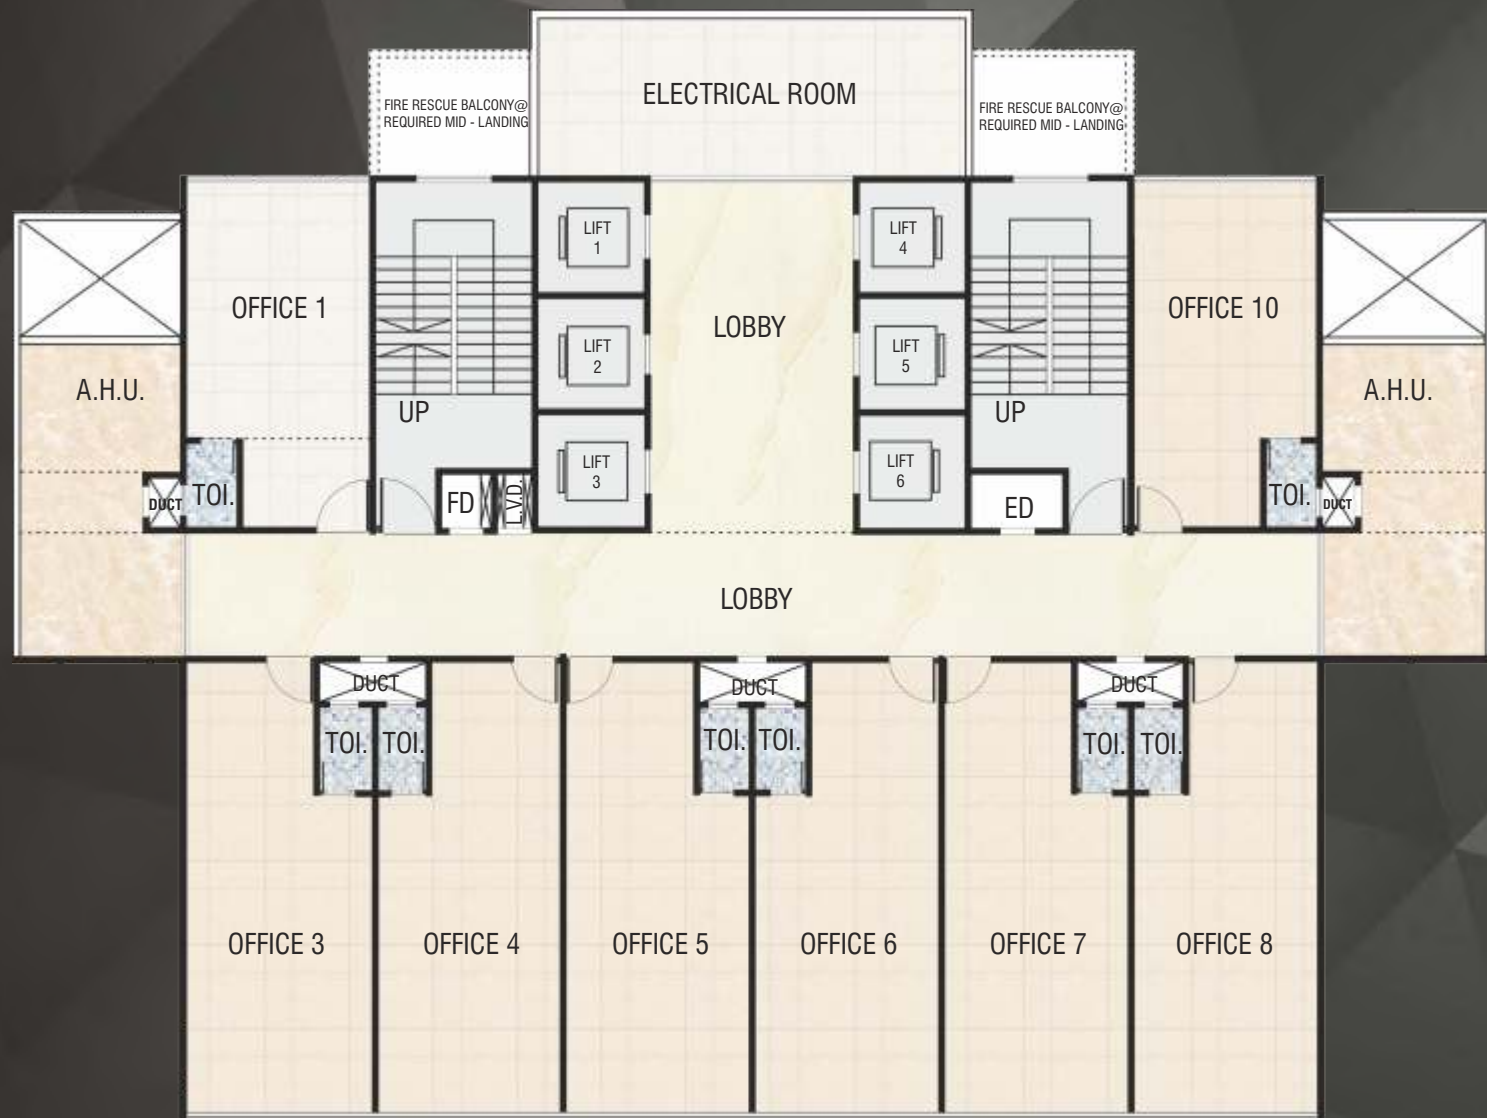 ELECTRICAL ROOM
FIRE RESCUE BALCONY@
REQUIRED MID - LANDING
FIRE RESCUE BALCONY@
REQUIRED MID - LANDING
LIFT
1
LIFT
4
OFFICE 1
LOBBY
OFFICE 10
LIFT
2
LIFT
5
A.H.U.
UP
UP
A.H.U.
LIFT
3
LIFT
6
DUCT
TOI.
FD
L.V.D.
ED
TOI.
DUCT
LOBBY
DUCT
DUCT
DUCT
TOI.
TOI.
TOI.
TOI.
TOI.
TOI.
OFFICE 3
OFFICE 4
OFFICE 5
OFFICE 6
OFFICE 7
OFFICE 8